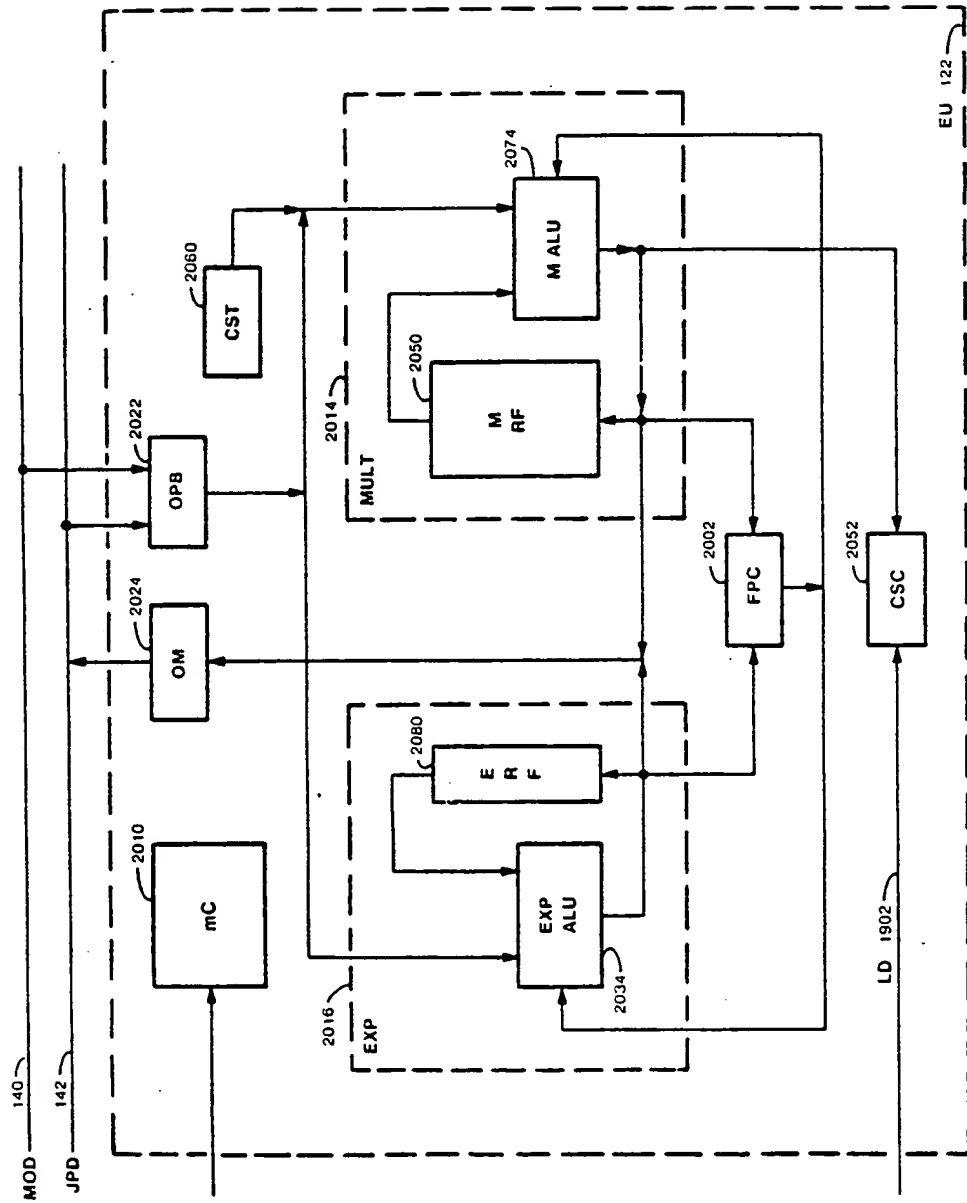 MOD
140
JPD
142
2010
mC
2024
OM
2022
OPB
2060
CST
2016
EXP
2080
E
R
F
EXP
ALU
2034
2014
MULT
2050
M
RF
2074
M ALU
2002
FPC
2052
CSC
LD 1902
EU 122